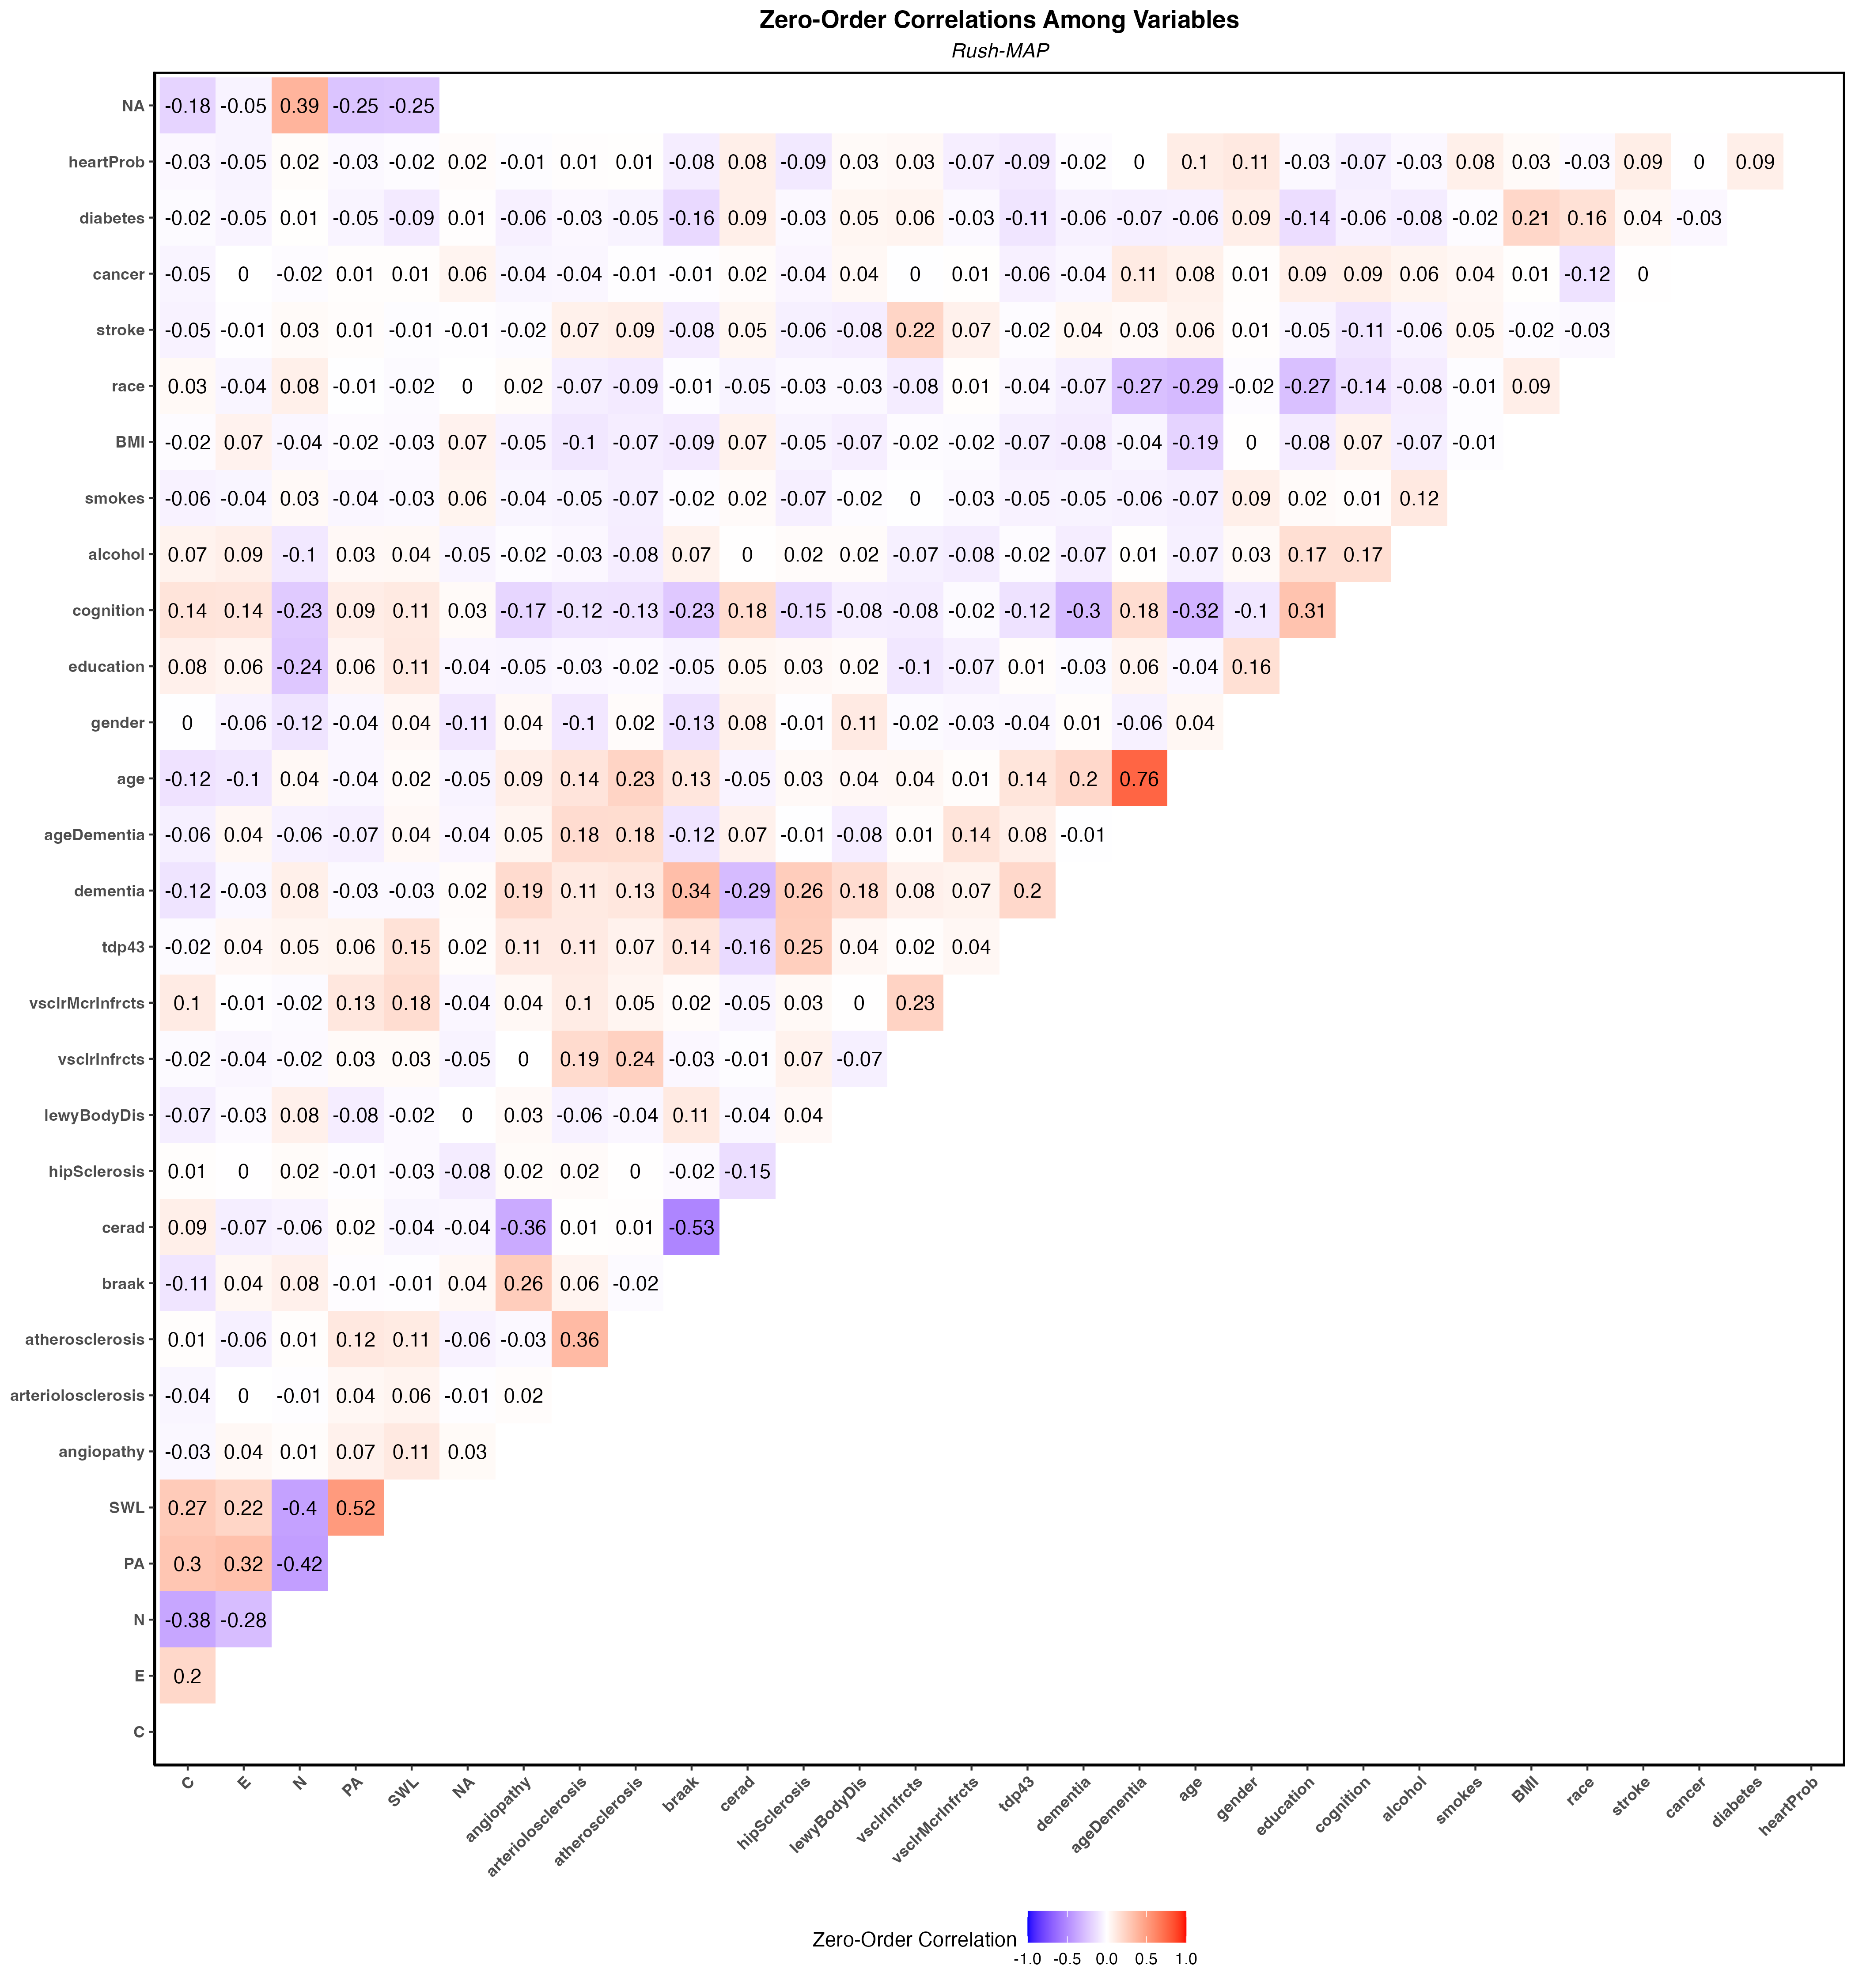 Zero-Order Correlations Among Variables
Rush-MAP
NA -0.18 -0.05 0.39 -0.25 -0.25
heartProb -0.03 -0.05 0.02 -0.03 -0.02 0.02 -0.01 0.01 0.01 -0.08 0.08 -0.09 0.03 0.03 -0.07 -0.09 -0.02 0 0.1 0.11 -0.03 -0.07 -0.03 0.08 0.03 -0.03 0.09 0 0.09
diabetes -0.02 -0.05 0.01 -0.05 -0.09 0.01 -0.06 -0.03 -0.05 -0.16 0.09 -0.03 0.05 0.06 -0.03 -0.11 -0.06 -0.07 -0.06 0.09 -0.14 -0.06 -0.08 -0.02 0.21 0.16 0.04 -0.03
cancer -0.05 0 -0.02 0.01 0.01 0.06 -0.04 -0.04 -0.01 -0.01 0.02 -0.04 0.04 0 0.01 -0.06 -0.04 0.11 0.08 0.01 0.09 0.09 0.06 0.04 0.01 -0.12 0
stroke -0.05 -0.01 0.03 0.01 -0.01 -0.01 -0.02 0.07 0.09 -0.08 0.05 -0.06 -0.08 0.22 0.07 -0.02 0.04 0.03 0.06 0.01 -0.05 -0.11 -0.06 0.05 -0.02 -0.03
race 0.03 -0.04 0.08 -0.01 -0.02 0 0.02 -0.07 -0.09 -0.01 -0.05 -0.03 -0.03 -0.08 0.01 -0.04 -0.07 -0.27 -0.29 -0.02 -0.27 -0.14 -0.08 -0.01 0.09
BMI -0.02 0.07 -0.04 -0.02 -0.03 0.07 -0.05 -0.1 -0.07 -0.09 0.07 -0.05 -0.07 -0.02 -0.02 -0.07 -0.08 -0.04 -0.19 0 -0.08 0.07 -0.07 -0.01
smokes -0.06 -0.04 0.03 -0.04 -0.03 0.06 -0.04 -0.05 -0.07 -0.02 0.02 -0.07 -0.02 0 -0.03 -0.05 -0.05 -0.06 -0.07 0.09 0.02 0.01 0.12
alcohol 0.07 0.09 -0.1 0.03 0.04 -0.05 -0.02 -0.03 -0.08 0.07 0 0.02 0.02 -0.07 -0.08 -0.02 -0.07 0.01 -0.07 0.03 0.17 0.17
cognition 0.14 0.14 -0.23 0.09 0.11 0.03 -0.17 -0.12 -0.13 -0.23 0.18 -0.15 -0.08 -0.08 -0.02 -0.12 -0.3 0.18 -0.32 -0.1 0.31
education 0.08 0.06 -0.24 0.06 0.11 -0.04 -0.05 -0.03 -0.02 -0.05 0.05 0.03 0.02 -0.1 -0.07 0.01 -0.03 0.06 -0.04 0.16
gender 0 -0.06 -0.12 -0.04 0.04 -0.11 0.04 -0.1 0.02 -0.13 0.08 -0.01 0.11 -0.02 -0.03 -0.04 0.01 -0.06 0.04
age -0.12 -0.1 0.04 -0.04 0.02 -0.05 0.09 0.14 0.23 0.13 -0.05 0.03 0.04 0.04 0.01 0.14 0.2 0.76
ageDementia -0.06 0.04 -0.06 -0.07 0.04 -0.04 0.05 0.18 0.18 -0.12 0.07 -0.01 -0.08 0.01 0.14 0.08 -0.01
dementia -0.12 -0.03 0.08 -0.03 -0.03 0.02 0.19 0.11 0.13 0.34 -0.29 0.26 0.18 0.08 0.07 0.2
tdp43 -0.02 0.04 0.05 0.06 0.15 0.02 0.11 0.11 0.07 0.14 -0.16 0.25 0.04 0.02 0.04
vsclrMcrInfrcts 0.1 -0.01 -0.02 0.13 0.18 -0.04 0.04 0.1 0.05 0.02 -0.05 0.03 0 0.23
vsclrInfrcts -0.02 -0.04 -0.02 0.03 0.03 -0.05 0 0.19 0.24 -0.03 -0.01 0.07 -0.07
lewyBodyDis -0.07 -0.03 0.08 -0.08 -0.02 0 0.03 -0.06 -0.04 0.11 -0.04 0.04
hipSclerosis 0.01 0 0.02 -0.01 -0.03 -0.08 0.02 0.02 0 -0.02 -0.15
cerad 0.09 -0.07 -0.06 0.02 -0.04 -0.04 -0.36 0.01 0.01 -0.53
braak -0.11 0.04 0.08 -0.01 -0.01 0.04 0.26 0.06 -0.02
atherosclerosis 0.01 -0.06 0.01 0.12 0.11 -0.06 -0.03 0.36
arteriolosclerosis -0.04 0 -0.01 0.04 0.06 -0.01 0.02
angiopathy -0.03 0.04 0.01 0.07 0.11 0.03
SWL 0.27 0.22 -0.4 0.52
PA 0.3 0.32 -0.42
N -0.38 -0.28
E 0.2
C
C E N PA SWL NA angiopathy arteriolosclerosis atherosclerosis braak cerad hipSclerosis lewyBodyDis vsclrInfrcts vsclrMcrInfrcts tdp43 dementia ageDementia age gender education cognition alcohol smokes BMI race stroke cancer diabetes heartProb
Zero-Order Correlation
-1.0 -0.5 0.0 0.5 1.0